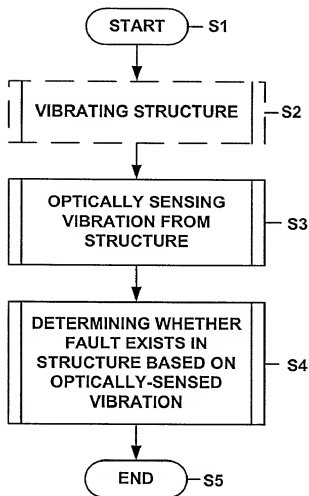 START
S1
VIBRATING STRUCTURE
S2
OPTICALLY SENSING
VIBRATION FROM
STRUCTURE
S3
DETERMINING WHETHER
FAULT EXISTS IN
STRUCTURE BASED ON
OPTICALLY-SENSED
VIBRATION
S4
END
S5